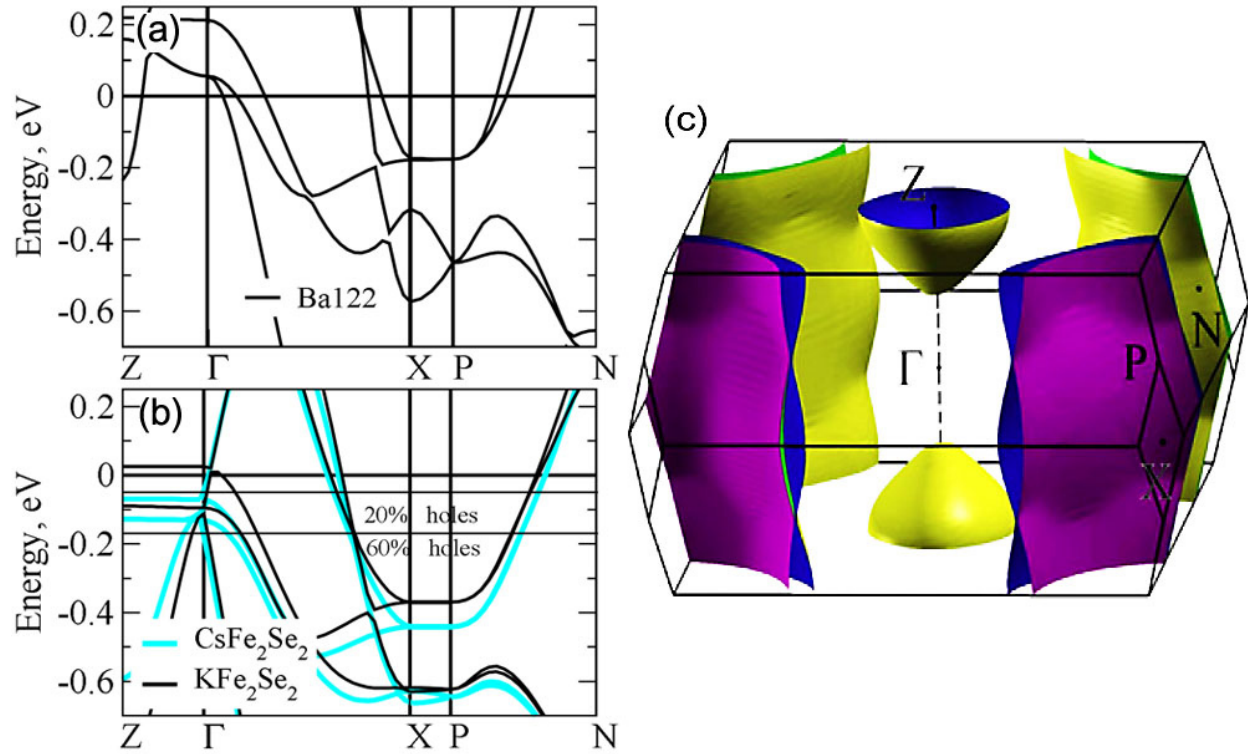 (a)
0.2
0
-0.2
-0.4
-0.6
Energy, eV
Ba122
Z Γ X P N
(b)
0.2
0
-0.2
-0.4
-0.6
Energy, eV
20% holes
60% holes
CsFe₂Se₂
KFe₂Se₂
Z Γ X P N
(c)
Z
Γ
P
N
X